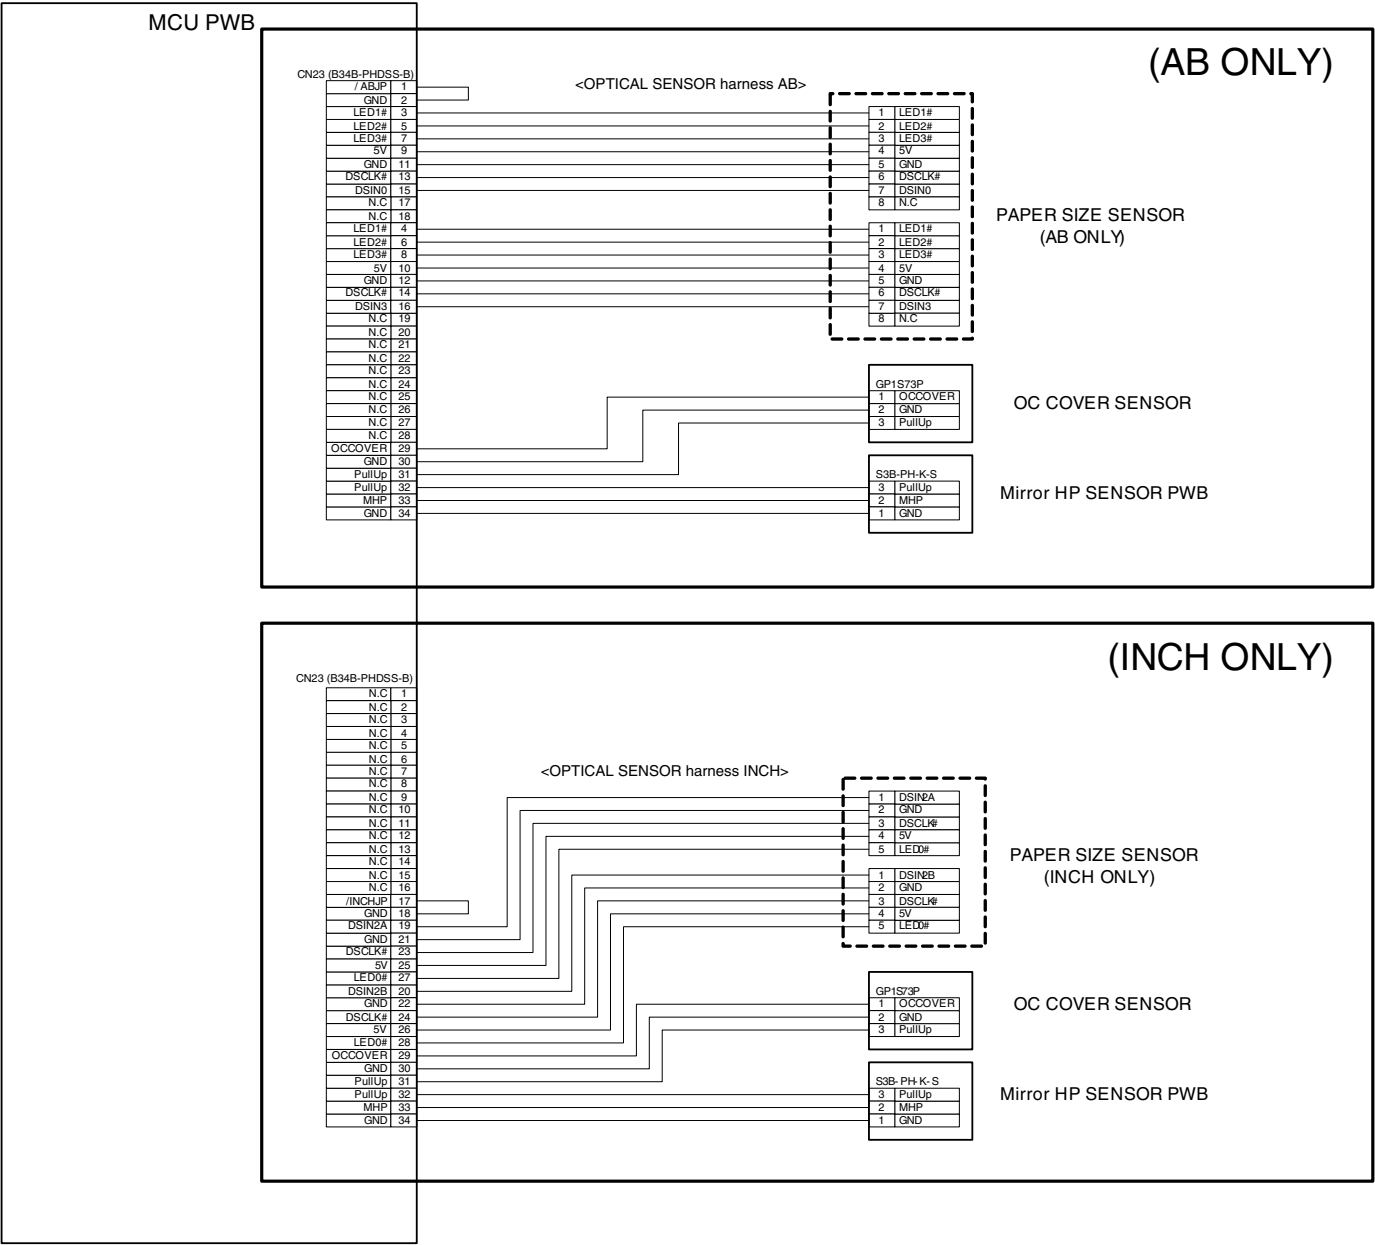 MCU PWB
(AB ONLY)
CN23 (B34B-PHDSS-B)
<OPTICAL SENSOR harness AB>
/ ABJP 1
GND 2
LED1# 3
LED2# 5
LED3# 7
5V 9
GND 11
DSCLK# 13
DSIN0 15
N.C 17
N.C 18
LED1# 4
LED2# 6
LED3# 8
5V 10
GND 12
DSCLK# 14
DSIN3 16
N.C 19
N.C 20
N.C 21
N.C 22
N.C 23
N.C 24
N.C 25
N.C 26
N.C 27
N.C 28
OCCOVER 29
GND 30
PullUp 31
PullUp 32
MHP 33
GND 34
1 LED1#
2 LED2#
3 LED3#
4 5V
5 GND
6 DSCLK#
7 DSIN0
8 N.C
1 LED1#
2 LED2#
3 LED3#
4 5V
5 GND
6 DSCLK#
7 DSIN3
8 N.C
PAPER SIZE SENSOR
(AB ONLY)
GP1S73P
1 OCCOVER
2 GND
3 PullUp
OC COVER SENSOR
S3B-PH-K-S
3 PullUp
2 MHP
1 GND
Mirror HP SENSOR PWB
(INCH ONLY)
CN23 (B34B-PHDSS-B)
N.C 1
N.C 2
N.C 3
N.C 4
N.C 5
N.C 6
N.C 7
N.C 8
N.C 9
N.C 10
N.C 11
N.C 12
N.C 13
N.C 14
N.C 15
N.C 16
/INCHJP 17
GND 18
DSIN2A 19
GND 21
DSCLK# 23
5V 25
LED0# 27
DSIN2B 20
GND 22
DSCLK# 24
5V 26
LED0# 28
OCCOVER 29
GND 30
PullUp 31
PullUp 32
MHP 33
GND 34
<OPTICAL SENSOR harness INCH>
1 DSIN2A
2 GND
3 DSCLK#
4 5V
5 LED0#
1 DSIN2B
2 GND
3 DSCLK#
4 5V
5 LED0#
PAPER SIZE SENSOR
(INCH ONLY)
GP1S73P
1 OCCOVER
2 GND
3 PullUp
OC COVER SENSOR
S3B- PH- K- S
3 PullUp
2 MHP
1 GND
Mirror HP SENSOR PWB